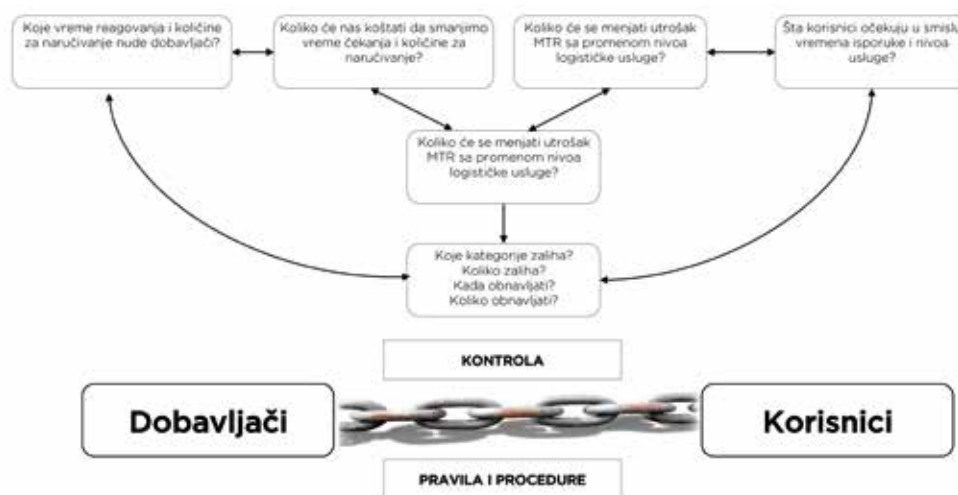 Koje vreme reagovanja i količine
za naručivanje nude dobavljači?
Koliko će nas koštati da smanjimo
vreme čekanja i količine za
naručivanje?
Koliko će se menjati utrošak
MTR sa promenom nivoa
logističke usluge?
Šta korisnici očekuju u smislu
vremena isporuke i nivoa
usluge?
Koliko će se menjati utrošak
MTR sa promenom nivoa
logističke usluge?
Koje kategorije zaliha?
Koliko zaliha?
Kada obnavljati?
Koliko obnavljati?
KONTROLA
Dobavljači
Korisnici
PRAVILA I PROCEDURE